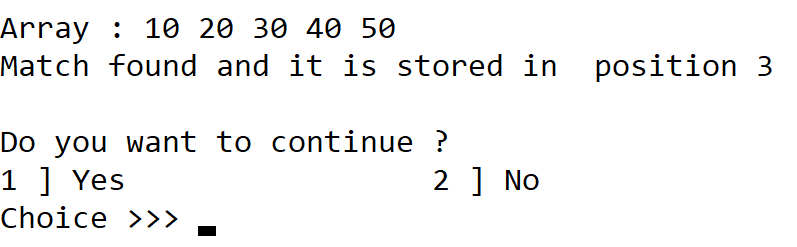 Array : 10 20 30 40 50
Match found and it is stored in  position 3
Do you want to continue ?
1 ] Yes                 2 ] No
Choice >>>